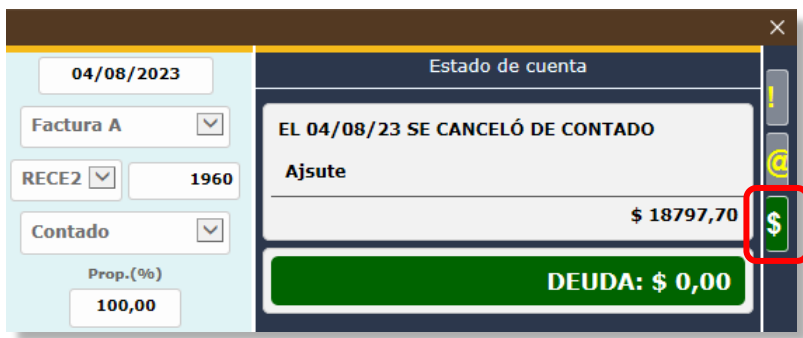 ×
04/08/2023
Factura A
RECE2 1960
Contado
Prop.(%)
100,00
Estado de cuenta
EL 04/08/23 SE CANCELÓ DE CONTADO
Ajsute
$ 18797,70
DEUDA: $ 0,00
!
@
$